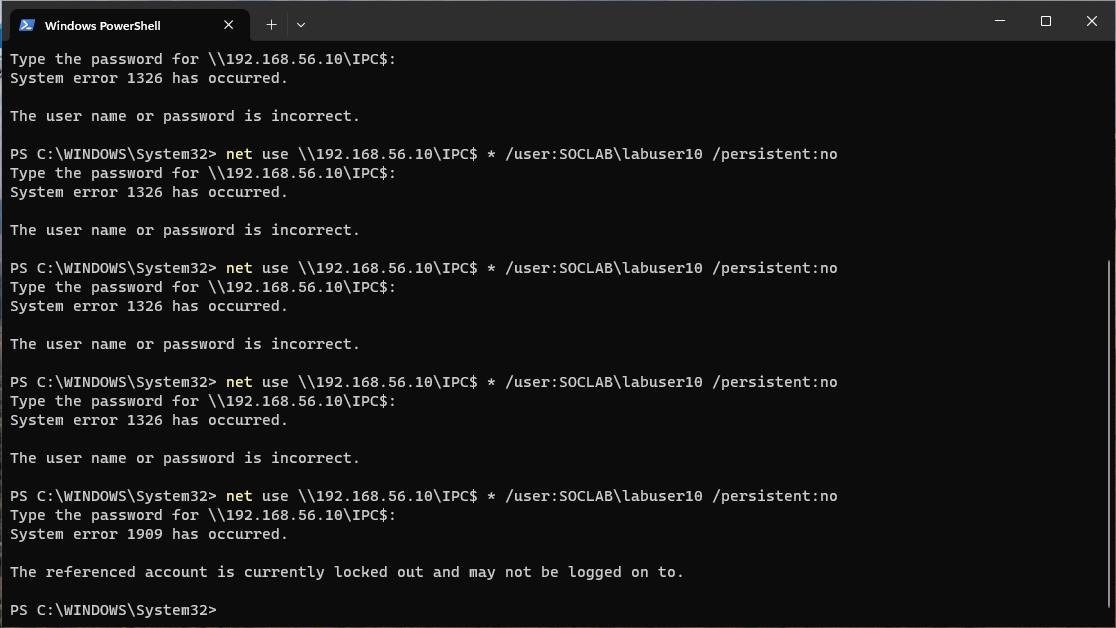 Windows PowerShell
Type the password for \\192.168.56.10\IPC$:
System error 1326 has occurred.
The user name or password is incorrect.
PS C:\WINDOWS\System32> net use \\192.168.56.10\IPC$ * /user:SOCLAB\labuser10 /persistent:no
Type the password for \\192.168.56.10\IPC$:
System error 1326 has occurred.
The user name or password is incorrect.
PS C:\WINDOWS\System32> net use \\192.168.56.10\IPC$ * /user:SOCLAB\labuser10 /persistent:no
Type the password for \\192.168.56.10\IPC$:
System error 1326 has occurred.
The user name or password is incorrect.
PS C:\WINDOWS\System32> net use \\192.168.56.10\IPC$ * /user:SOCLAB\labuser10 /persistent:no
Type the password for \\192.168.56.10\IPC$:
System error 1326 has occurred.
The user name or password is incorrect.
PS C:\WINDOWS\System32> net use \\192.168.56.10\IPC$ * /user:SOCLAB\labuser10 /persistent:no
Type the password for \\192.168.56.10\IPC$:
System error 1909 has occurred.
The referenced account is currently locked out and may not be logged on to.
PS C:\WINDOWS\System32>